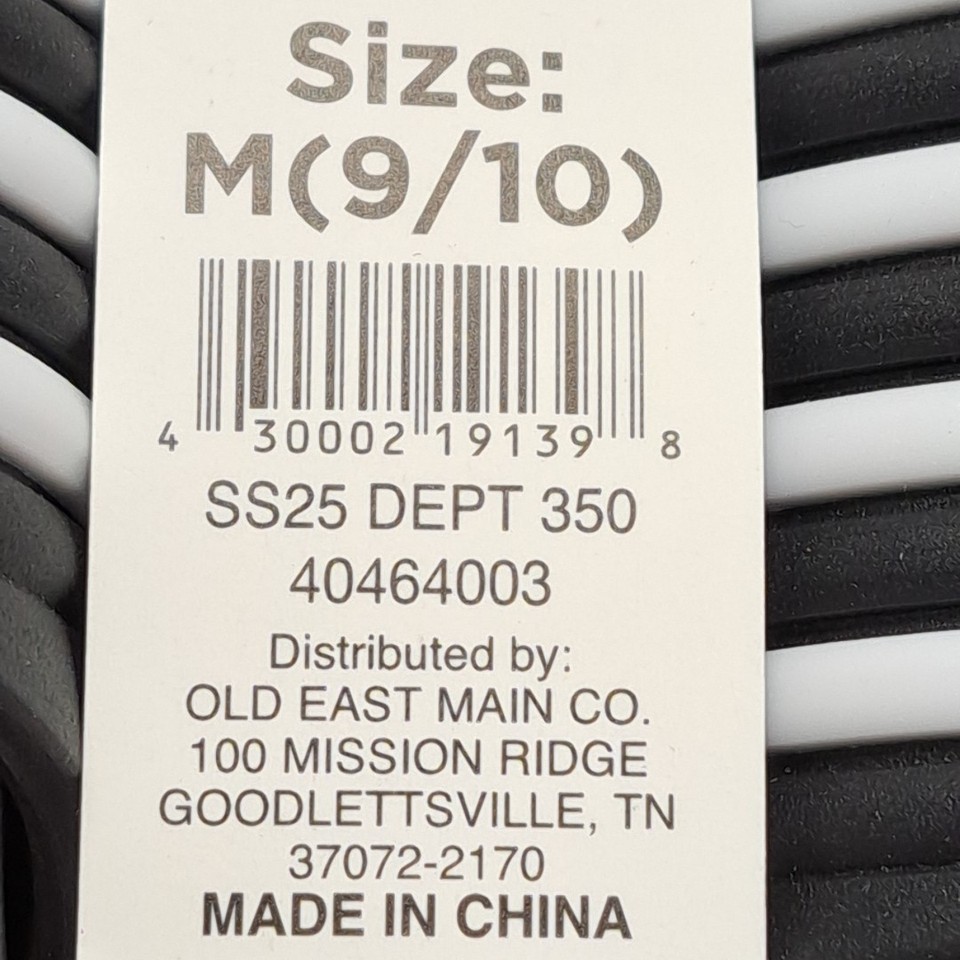 Size:
M(9/10)
4 30002 19139 8
SS25 DEPT 350
40464003
Distributed by:
OLD EAST MAIN CO.
100 MISSION RIDGE
GOODLETTSVILLE, TN
37072-2170
MADE IN CHINA